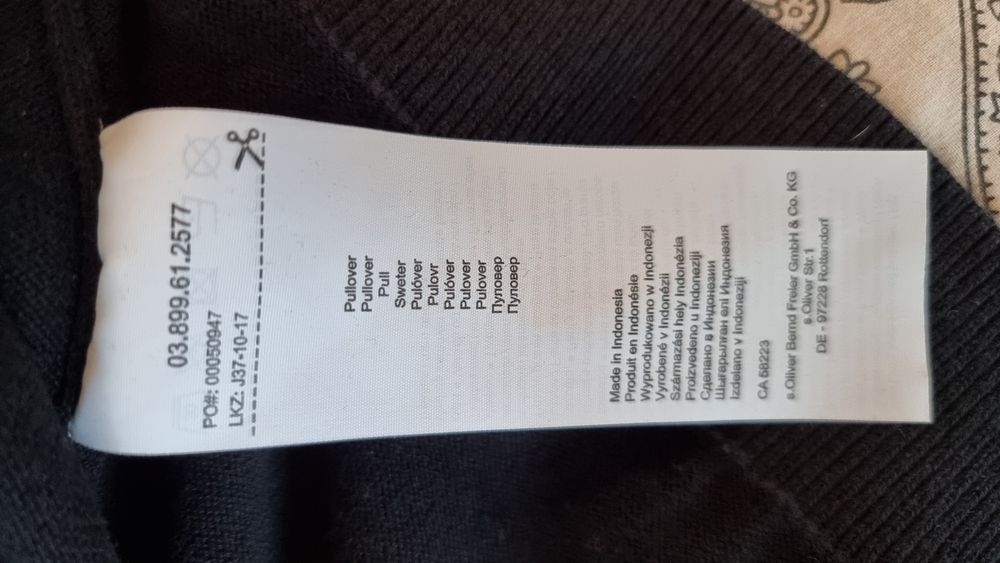 03.899.61.2577
PO#: 00050947
LKZ: J37-10-17
Pullover
Pullover
Pull
Sweter
Pulóver
Pulovr
Pulóver
Pulover
Pulover
Пуловер
Пуловер
Made in Indonesia
Produit en Indonésie
Wyprodukowano w Indonezji
Vyrobené v Indonézii
Származási hely Indonézia
Proizvedeno u Indoneziji
Сделано в Индонезии
Шығарылған елі Индонезия
Izdelano v Indoneziji
CA 68223
s.Oliver Bernd Freier GmbH & Co. KG
s.Oliver Str.1
DE - 97228 Rottendorf